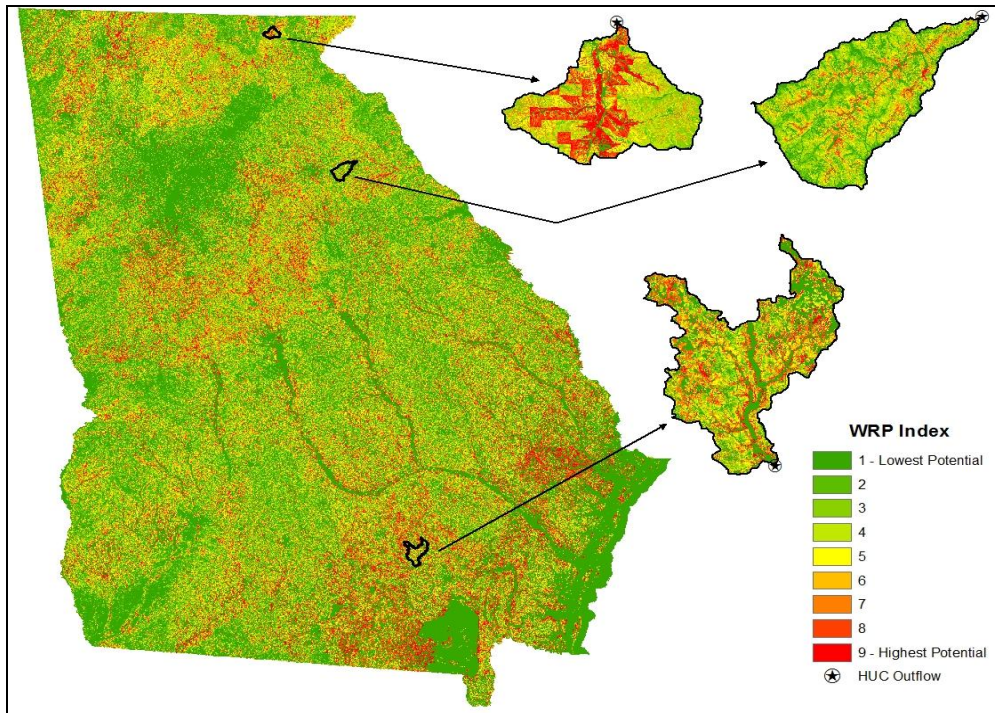 WRP Index
1 - Lowest Potential
2
3
4
5
6
7
8
9 - Highest Potential
HUC Outflow